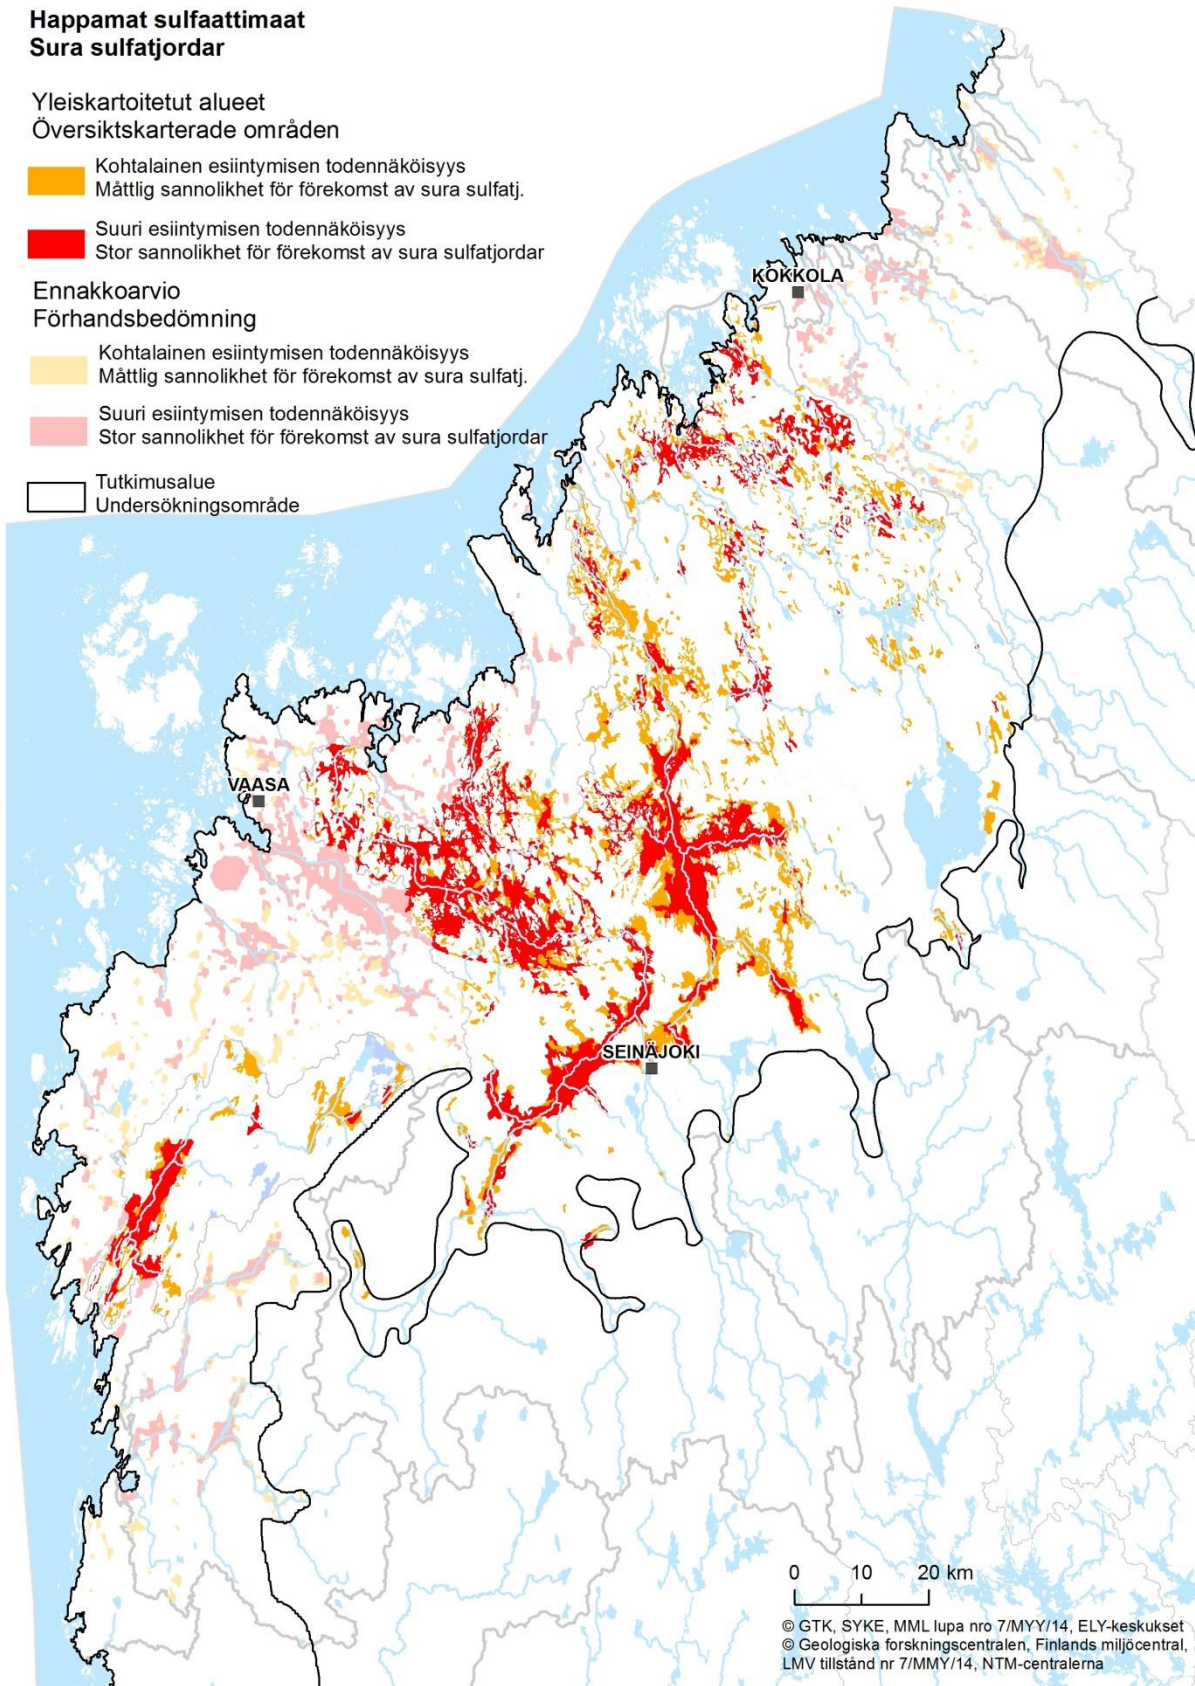 Happamat sulfaattimaat
Sura sulfatjordar
Yleiskartoitetut alueet
Översiktskarterade områden
Kohtalainen esiintymisen todennäköisyys
Måttlig sannolikhet för förekomst av sura sulfatj.
Suuri esiintymisen todennäköisyys
Stor sannolikhet för förekomst av sura sulfatjordar
Ennakkoarvio
Förhandsbedömning
Kohtalainen esiintymisen todennäköisyys
Måttlig sannolikhet för förekomst av sura sulfatj.
Suuri esiintymisen todennäköisyys
Stor sannolikhet för förekomst av sura sulfatjordar
Tutkimusalue
Undersökningsområde
KOKKOLA
VAASA
SEINÄJOKI
0 10 20 km
© GTK, SYKE, MML lupa nro 7/MYY/14, ELY-keskukset
© Geologiska forskningscentralen, Finlands miljöcentral,
LMV tillstånd nr 7/MMY/14, NTM-centralerna